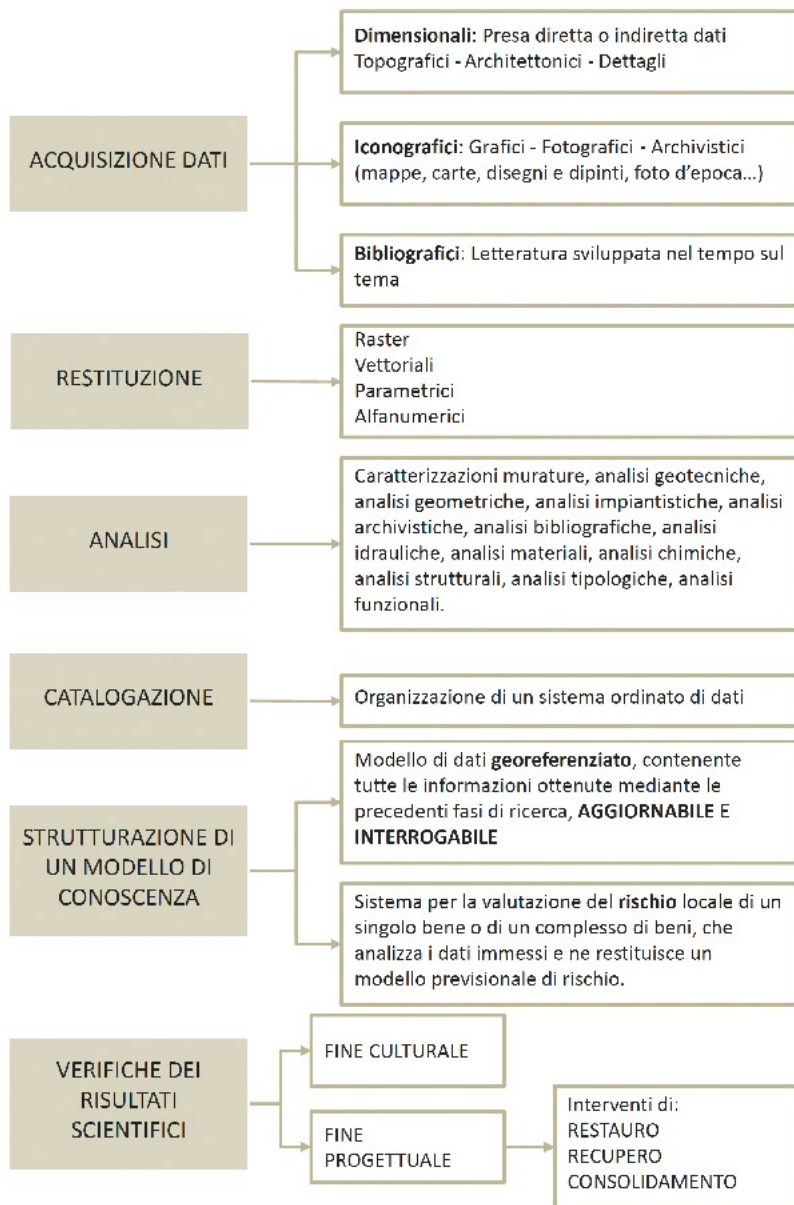 ACQUISIZIONE DATI
Dimensionali: Presa diretta o indiretta dati
Topografici - Architettonici - Dettagli
Iconografici: Grafici - Fotografici - Archivistici
(mappe, carte, disegni e dipinti, foto d'epoca...)
Bibliografici: Letteratura sviluppata nel tempo sul
tema
RESTITUZIONE
Raster
Vettoriali
Parametrici
Alfanumerici
ANALISI
Caratterizzazioni murature, analisi geotecniche,
analisi geometriche, analisi impiantistiche, analisi
archivistiche, analisi bibliografiche, analisi
idrauliche, analisi materiali, analisi chimiche,
analisi strutturali, analisi tipologiche, analisi
funzionali.
CATALOGAZIONE
Organizzazione di un sistema ordinato di dati
STRUTTURAZIONE DI
UN MODELLO DI
CONOSCENZA
Modello di dati georeferenziato, contenente
tutte le informazioni ottenute mediante le
precedenti fasi di ricerca, AGGIORNABILE E
INTERROGABILE
Sistema per la valutazione del rischio locale di un
singolo bene o di un complesso di beni, che
analizza i dati immessi e ne restituisce un
modello previsionale di rischio.
VERIFICHE DEI
RISULTATI
SCIENTIFICI
FINE CULTURALE
FINE
PROGETTUALE
Interventi di:
RESTAURO
RECUPERO
CONSOLIDAMENTO